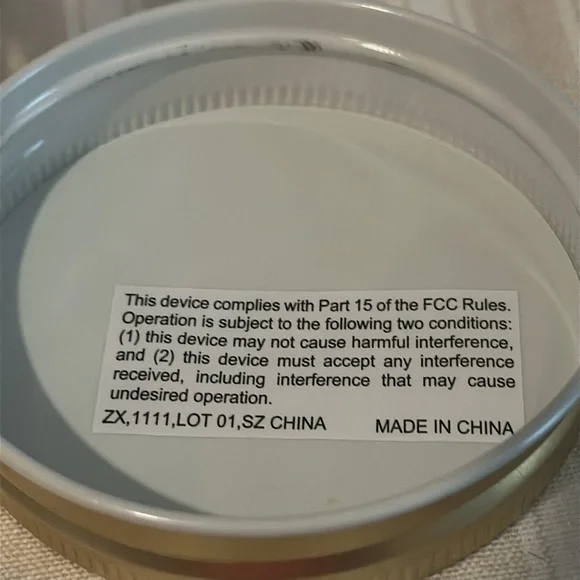 This device complies with Part 15 of the FCC Rules.
Operation is subject to the following two conditions:
(1) this device may not cause harmful interference,
and (2) this device must accept any interference
received, including interference that may cause
undesired operation.
ZX,1111,LOT 01,SZ CHINA MADE IN CHINA